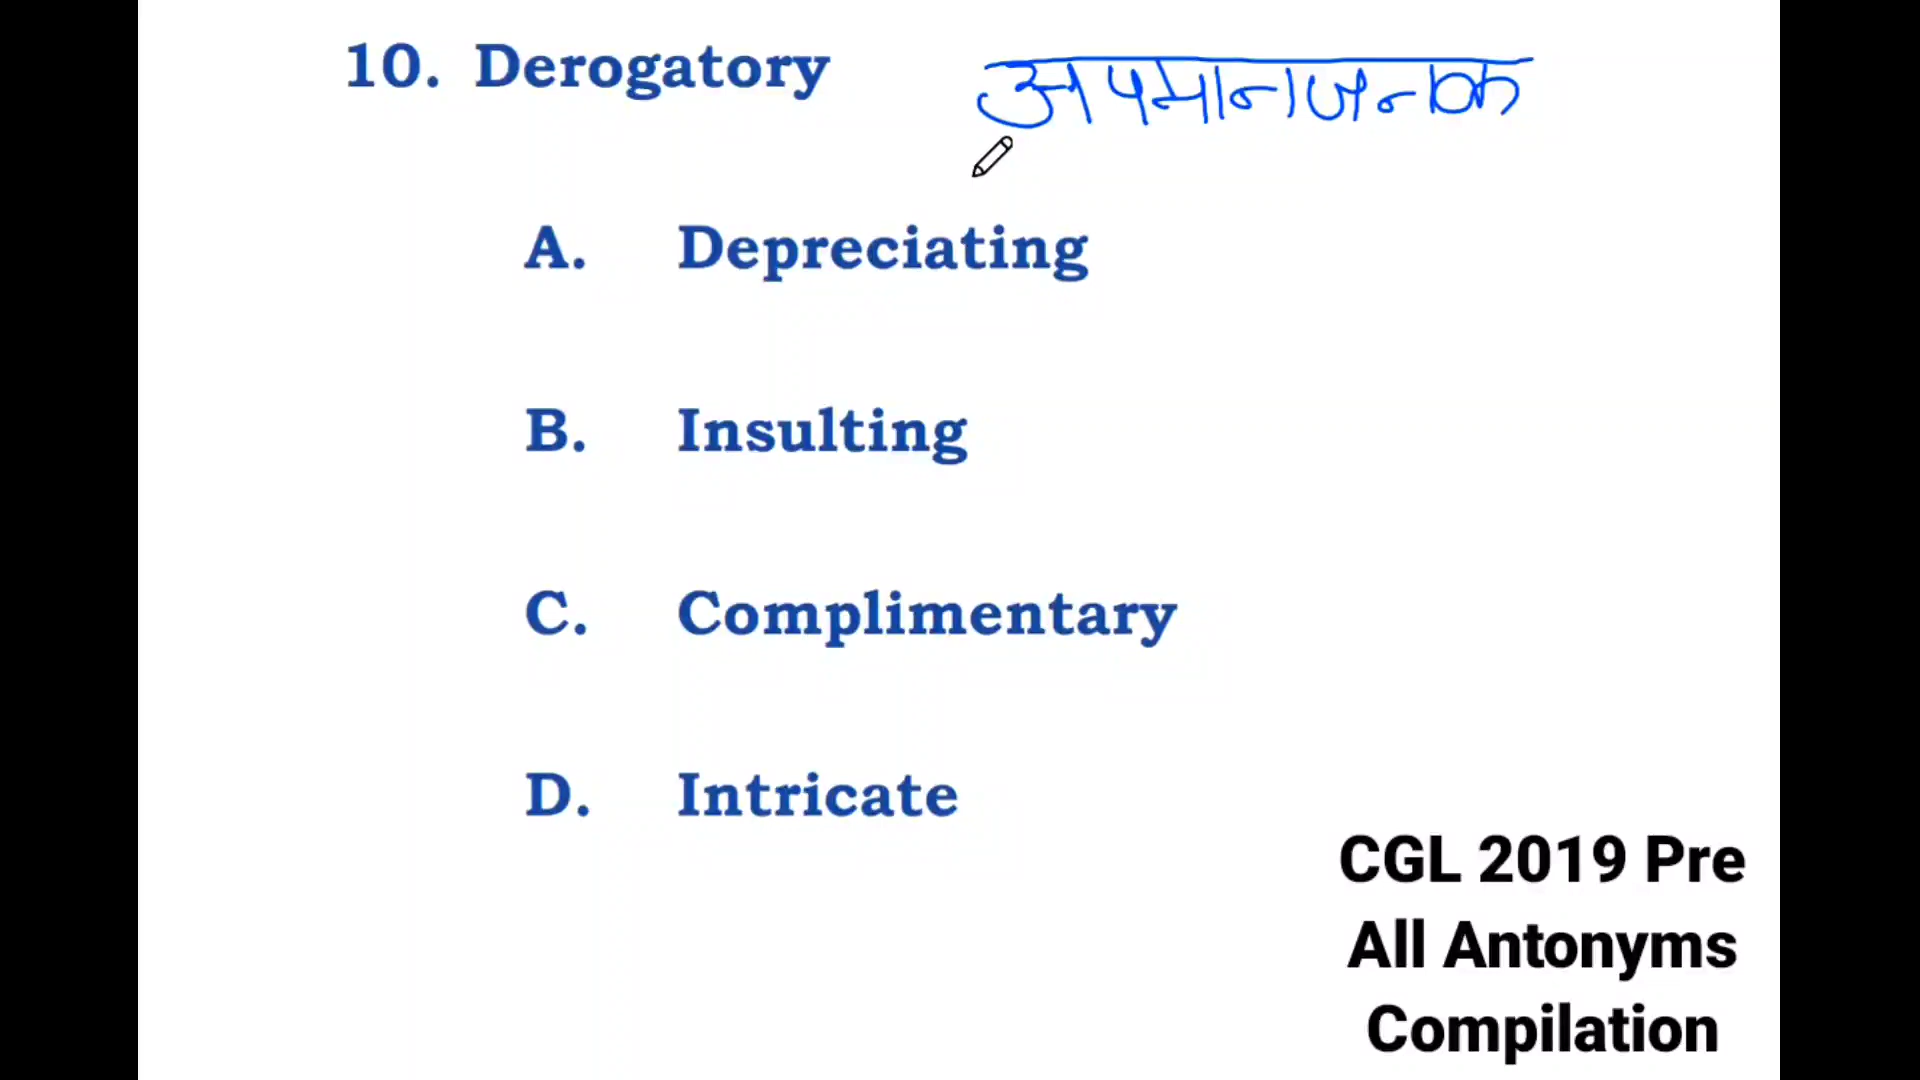 10. Derogatory अपमानजनक
A. Depreciating
B. Insulting
C. Complimentary
D. Intricate
CGL 2019 Pre
All Antonyms
Compilation